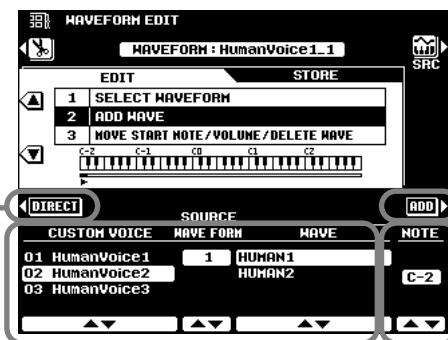 WAVEFORM EDIT
WAVEFORM : HumanVoice1_1
SRC
EDIT STORE
1 SELECT WAVEFORM
2 ADD WAVE
3 MOVE START NOTE/VOLUME/DELETE WAVE
C-2 C-1 C0 C1 C2
DIRECT ADD
SOURCE
CUSTOM VOICE WAVE FORM WAVE NOTE
01 HumanVoice1 1 HUMAN1
02 HumanVoice2 HUMAN2 C-2
03 HumanVoice3